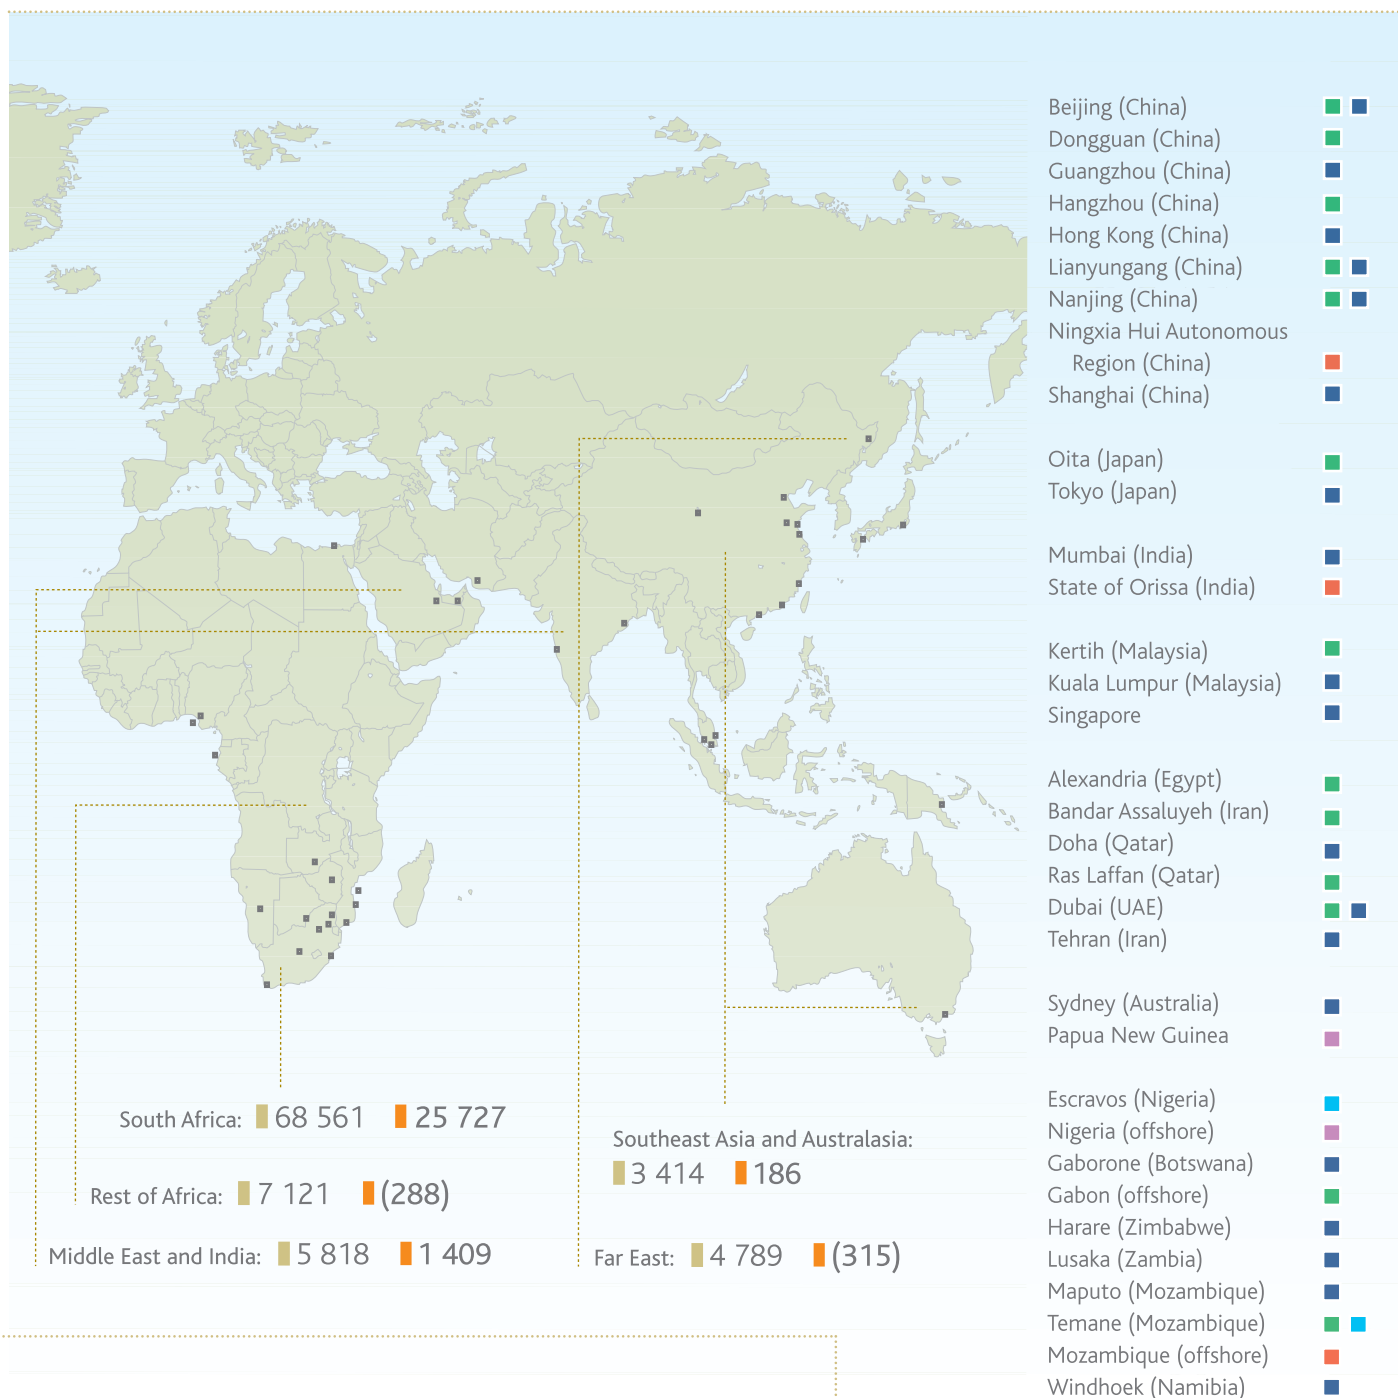 Beijing (China)
Dongguan (China)
Guangzhou (China)
Hangzhou (China)
Hong Kong (China)
Lianyungang (China)
Nanjing (China)
Ningxia Hui Autonomous
Region (China)
Shanghai (China)
Oita (Japan)
Tokyo (Japan)
Mumbai (India)
State of Orissa (India)
Kertih (Malaysia)
Kuala Lumpur (Malaysia)
Singapore
Alexandria (Egypt)
Bandar Assaluyeh (Iran)
Doha (Qatar)
Ras Laffan (Qatar)
Dubai (UAE)
Tehran (Iran)
Sydney (Australia)
Papua New Guinea
Escravos (Nigeria)
Nigeria (offshore)
Gaborone (Botswana)
Gabon (offshore)
Harare (Zimbabwe)
Lusaka (Zambia)
Maputo (Mozambique)
Temane (Mozambique)
Mozambique (offshore)
Windhoek (Namibia)
South Africa: 68 561 25 727
Rest of Africa: 7 121 (288)
Middle East and India: 5 818 1 409
Southeast Asia and Australasia:
3 414 186
Far East: 4 789 (315)